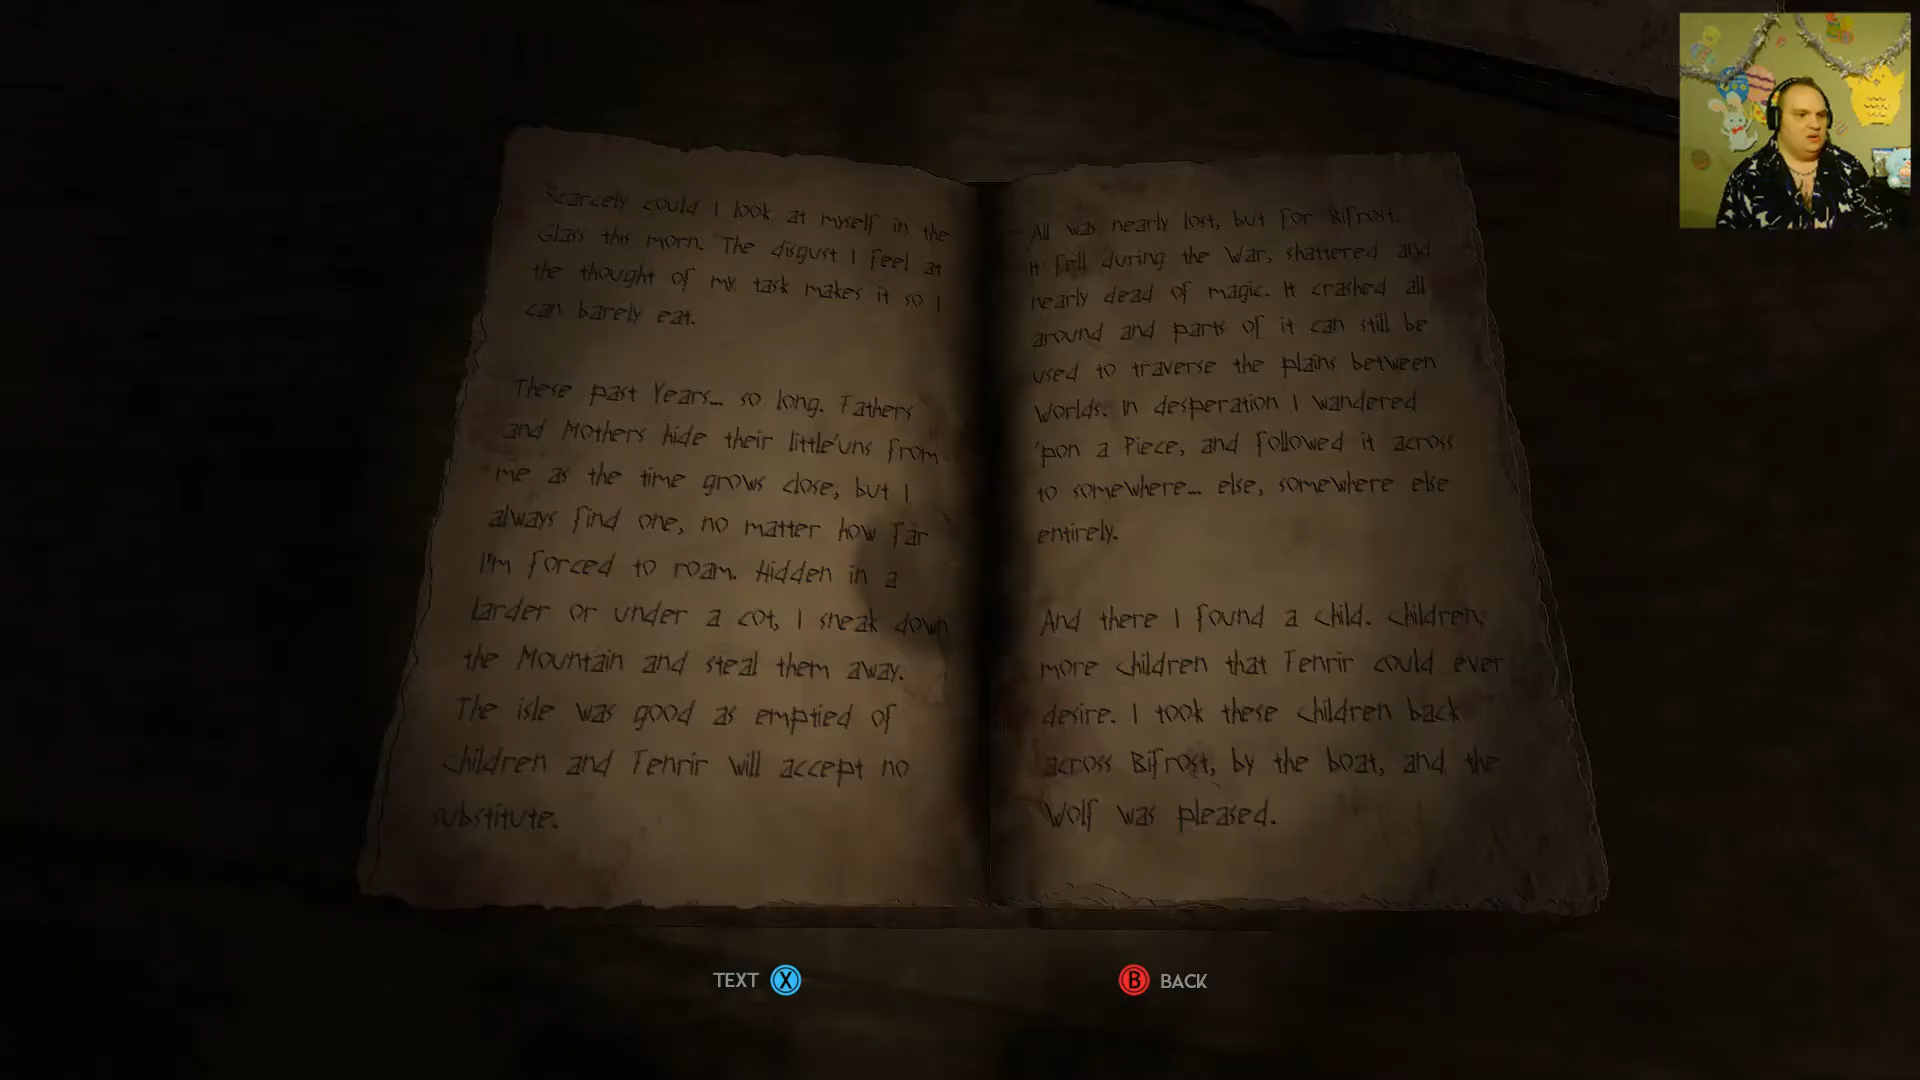 Scarcely could I look at myself in the
Glass this morn. The disgust I feel at
the thought of my task makes it so I
can barely eat.
These past Years... so long. Fathers
and Mothers hide their little'uns from
me as the time grows close, but I
always find one, no matter how far
I'm forced to roam. Hidden in a
larder or under a cot, I sneak down
the Mountain and steal them away.
The isle was good as emptied of
children and Fenrir will accept no
substitute.
All was nearly lost, but for Bifrost.
It fell during the War, shattered and
nearly dead of magic. It crashed all
around and parts of it can still be
used to traverse the plains between
Worlds. In desperation I wandered
'pon a Piece, and followed it across
to somewhere... else, somewhere else
entirely.
And there I found a child. Children,
more children that Fenrir could ever
desire. I took these children back
across Bifrost, by the boat, and the
Wolf was pleased.
TEXT X
B BACK